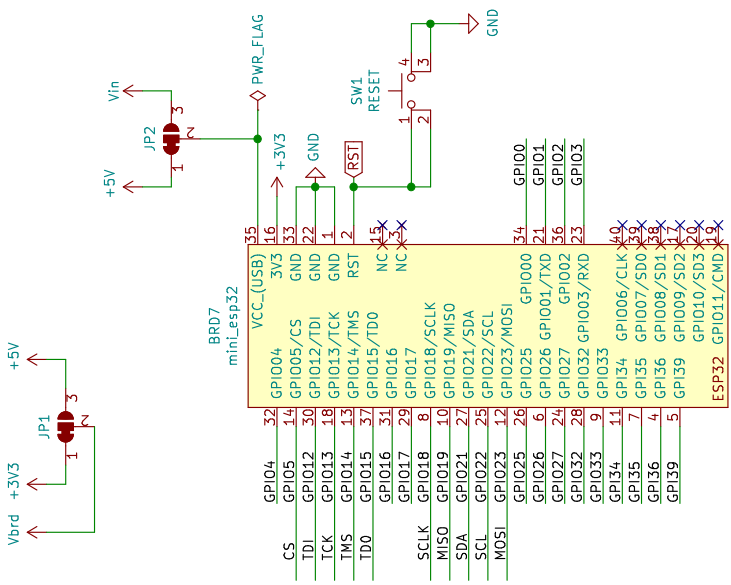 GND
SW1
RESET
4
3
1
2
RST
PWR_FLAG
Vin
+5V
JP2
3
2
1
+3V3
GND
35
16
33
22
1
2
15
3
34
21
36
23
40
39
38
17
20
19
GPIO0
GPIO1
GPIO2
GPIO3
BRD7
mini_esp32
VCC_(USB)
3V3
GND
GND
GND
RST
NC
NC
GPIO00
GPIO01/TXD
GPIO02
GPIO03/RXD
GPIO06/CLK
GPIO07/SD0
GPIO08/SD1
GPIO09/SD2
GPIO10/SD3
GPIO11/CMD
GPIO04
GPIO05/CS
GPIO12/TDI
GPIO13/TCK
GPIO14/TMS
GPIO15/TDO
GPIO16
GPIO17
GPIO18/SCLK
GPIO19/MISO
GPIO21/SDA
GPIO22/SCL
GPIO23/MOSI
GPIO25
GPIO26
GPIO27
GPIO32
GPIO33
GPI34
GPI35
GPI36
GPI39
ESP32
32
14
30
18
13
37
31
29
8
10
27
25
12
26
6
24
28
9
11
7
4
5
GPIO4
GPIO5
GPIO12
GPIO13
GPIO14
GPIO15
GPIO16
GPIO17
GPIO18
GPIO19
GPIO21
GPIO22
GPIO23
GPIO25
GPIO26
GPIO27
GPIO32
GPIO33
GPI34
GPI35
GPI36
GPI39
CS
TDI
TCK
TMS
TDO
SCLK
MISO
SDA
SCL
MOSI
+5V
JP1
3
2
1
+3V3
Vbrd